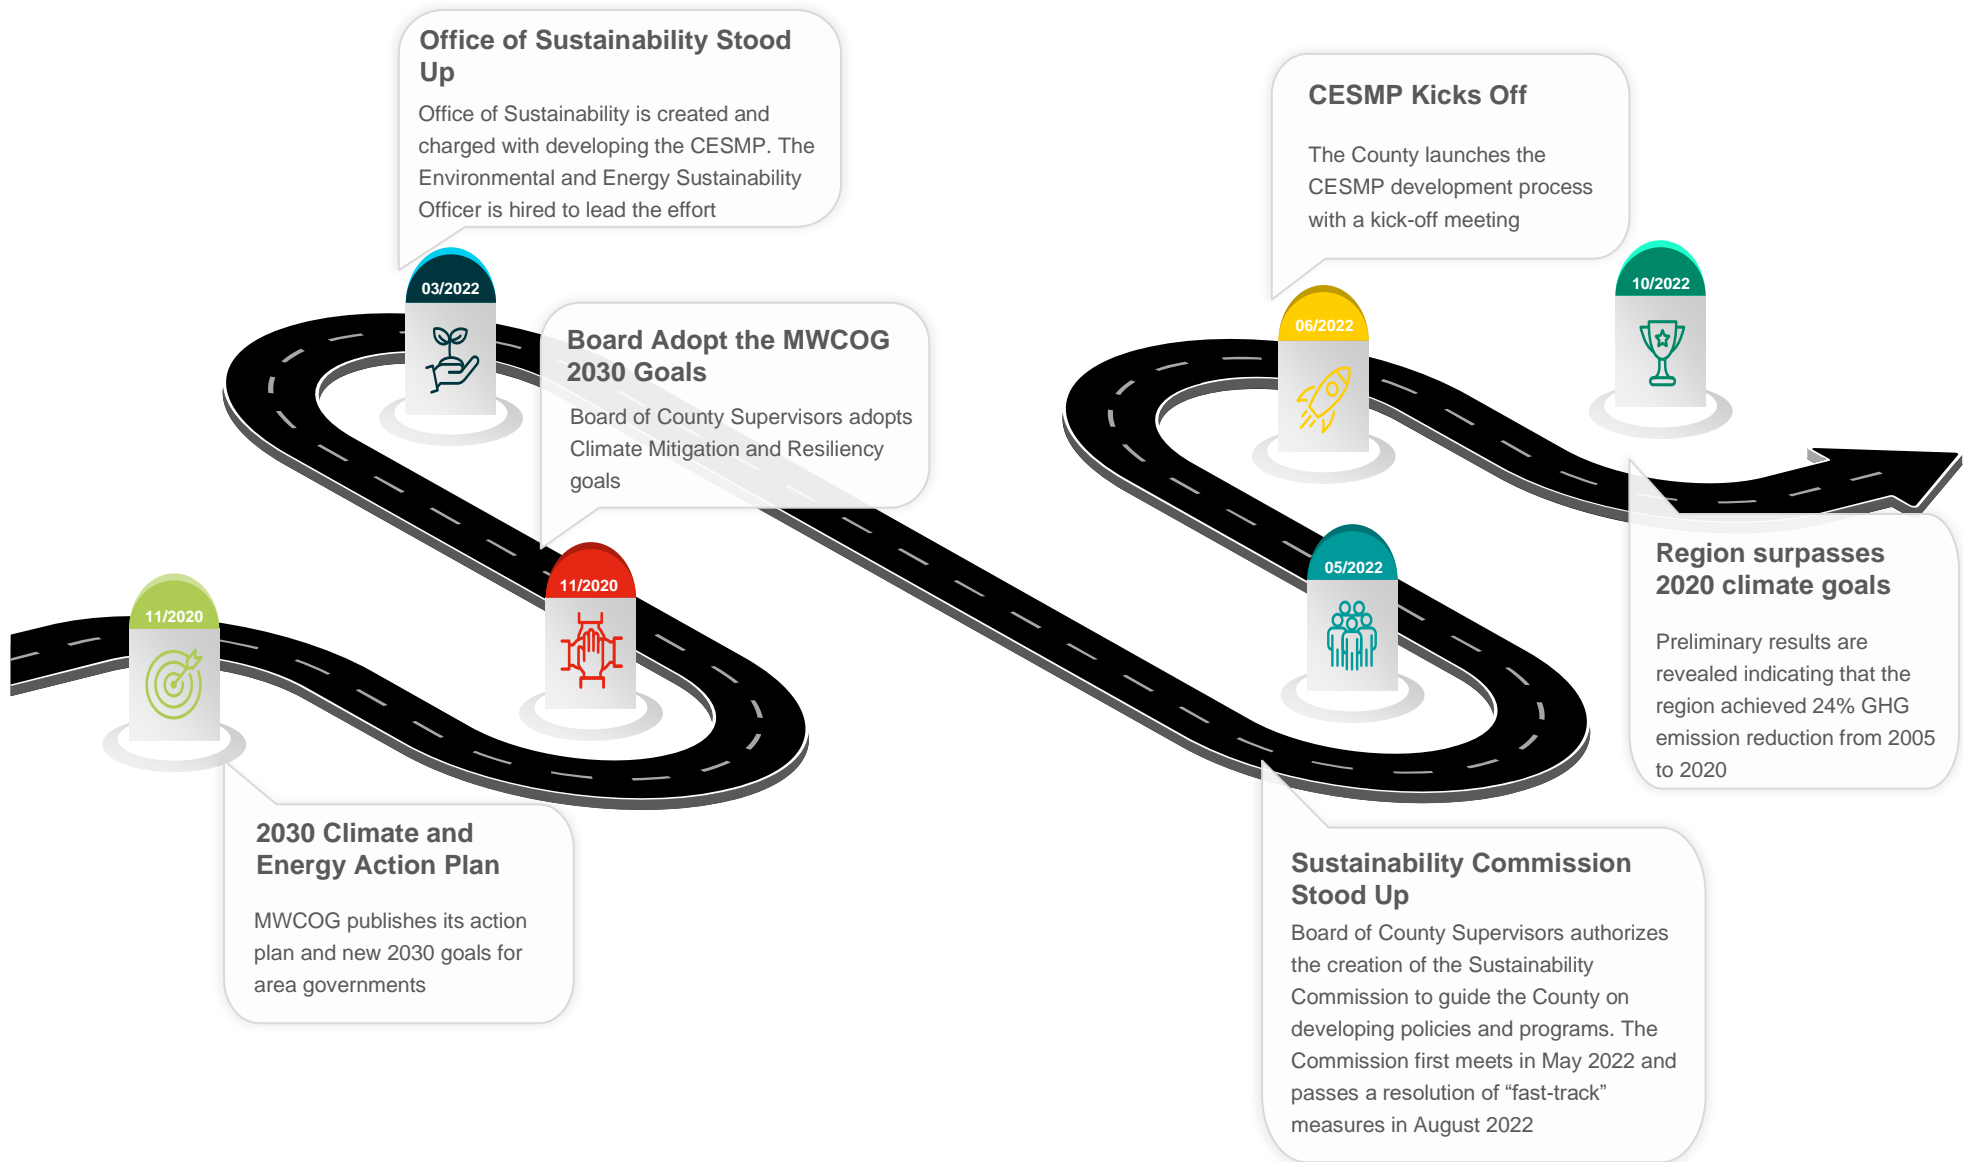 11/2020
2030 Climate and
Energy Action Plan
MWCOG publishes its action
plan and new 2030 goals for
area governments
11/2020
Board Adopt the MWCOG
2030 Goals
Board of County Supervisors adopts
Climate Mitigation and Resiliency
goals
03/2022
Office of Sustainability Stood
Up
Office of Sustainability is created and
charged with developing the CESMP. The
Environmental and Energy Sustainability
Officer is hired to lead the effort
05/2022
Sustainability Commission
Stood Up
Board of County Supervisors authorizes
the creation of the Sustainability
Commission to guide the County on
developing policies and programs. The
Commission first meets in May 2022 and
passes a resolution of “fast-track”
measures in August 2022
06/2022
CESMP Kicks Off
The County launches the
CESMP development process
with a kick-off meeting
10/2022
Region surpasses
2020 climate goals
Preliminary results are
revealed indicating that the
region achieved 24% GHG
emission reduction from 2005
to 2020